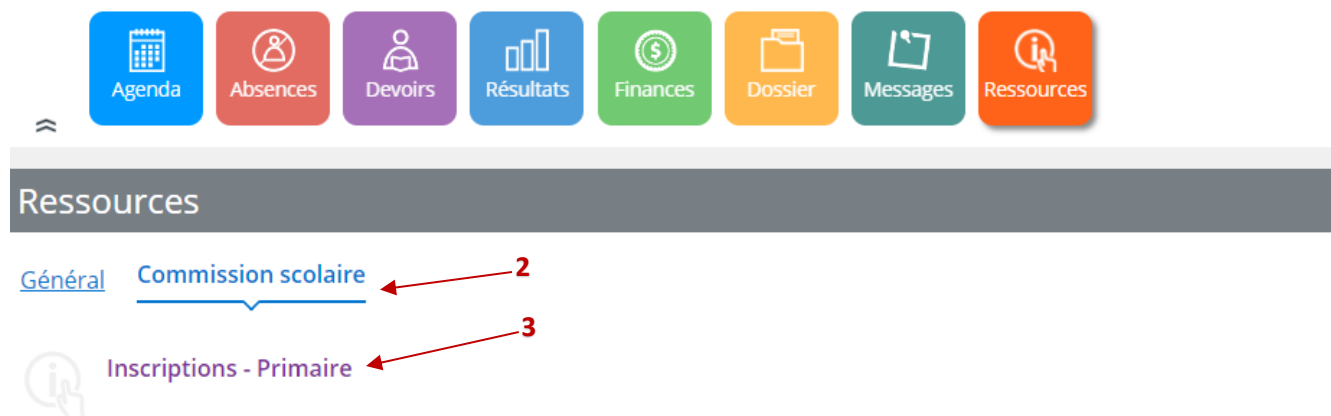 Agenda
Absences
Devoirs
Résultats
Finances
Dossier
Messages
Ressources
Ressources
Général
Commission scolaire
2
3
Inscriptions - Primaire